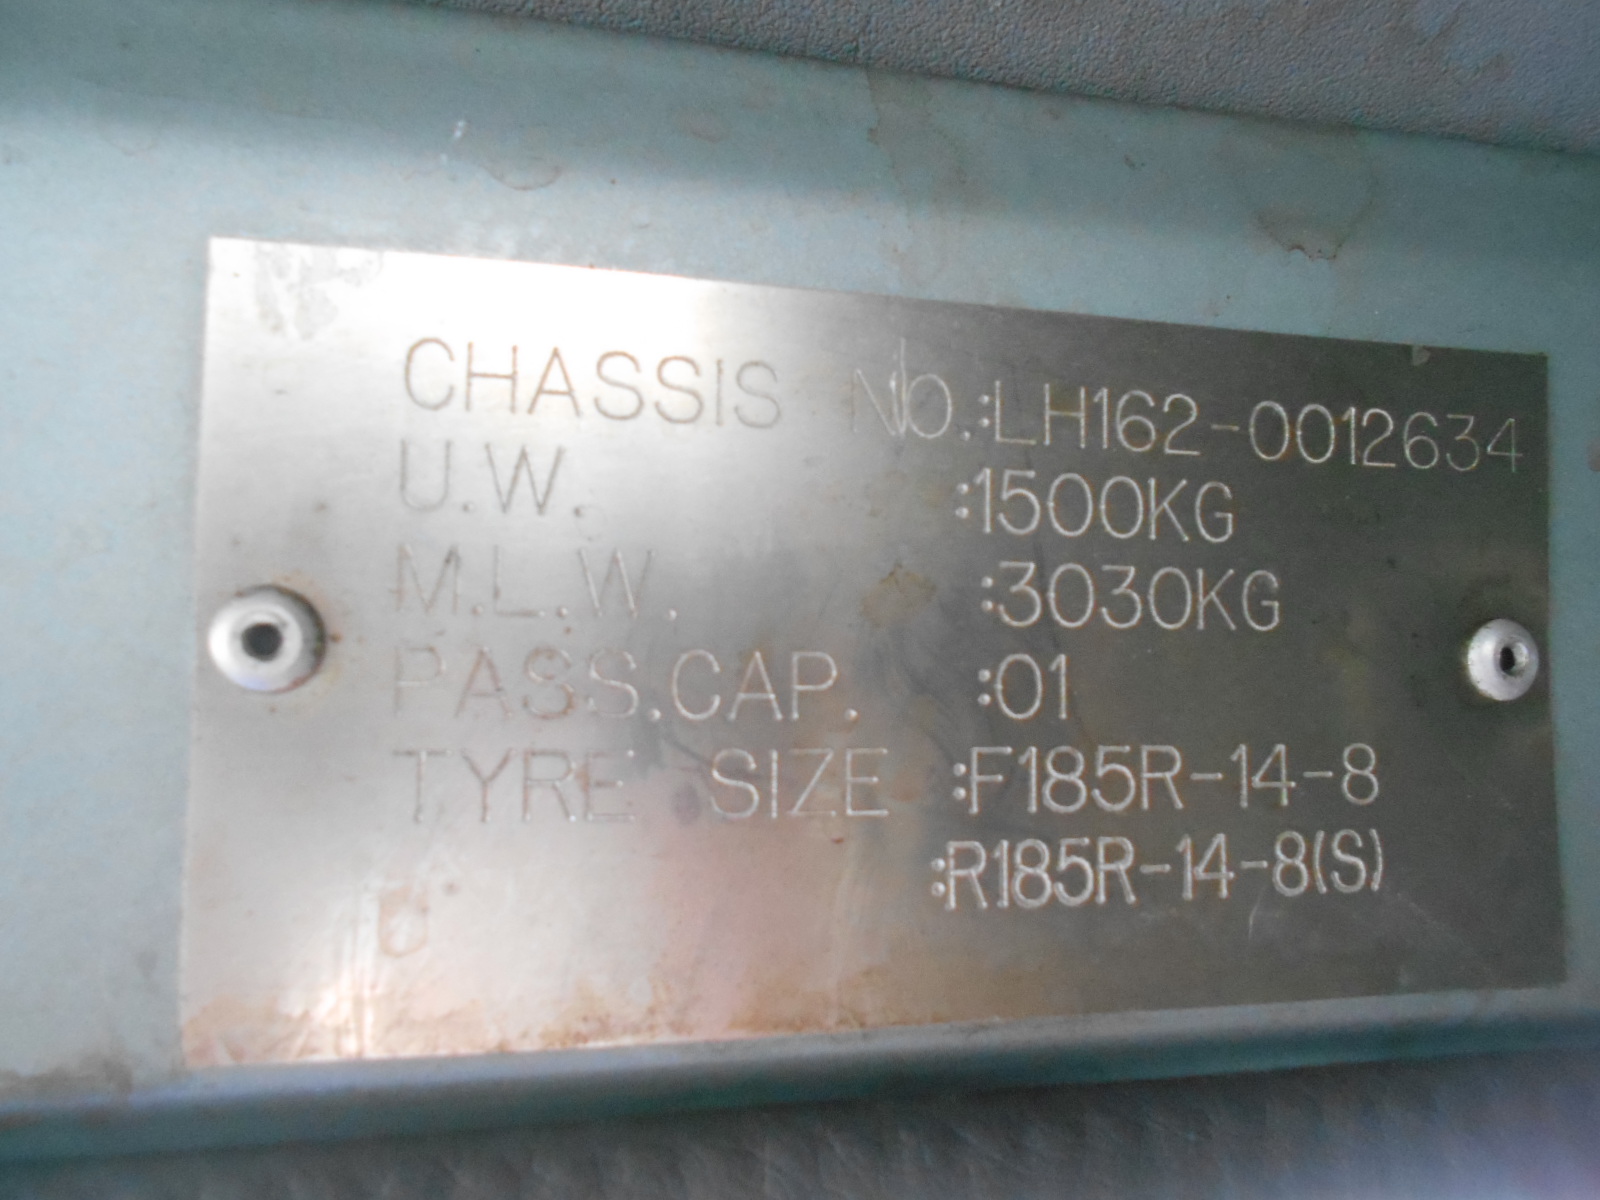 CHASSIS NO.:LH162-0012634
U.W. :1500KG
M.L.W. :3030KG
PASS.CAP. :01
TYRE SIZE :F185R-14-8
:R185R-14-8(S)